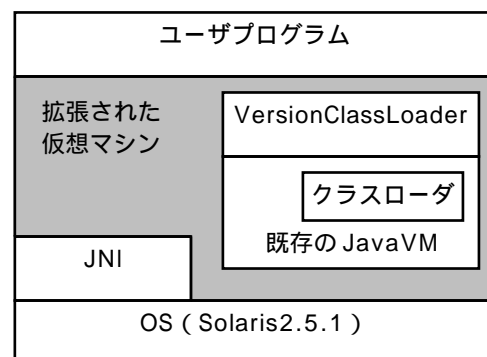 ユーザプログラム
拡張された
仮想マシン
VersionClassLoader
クラスローダ
既存の JavaVM
JNI
OS（Solaris2.5.1）